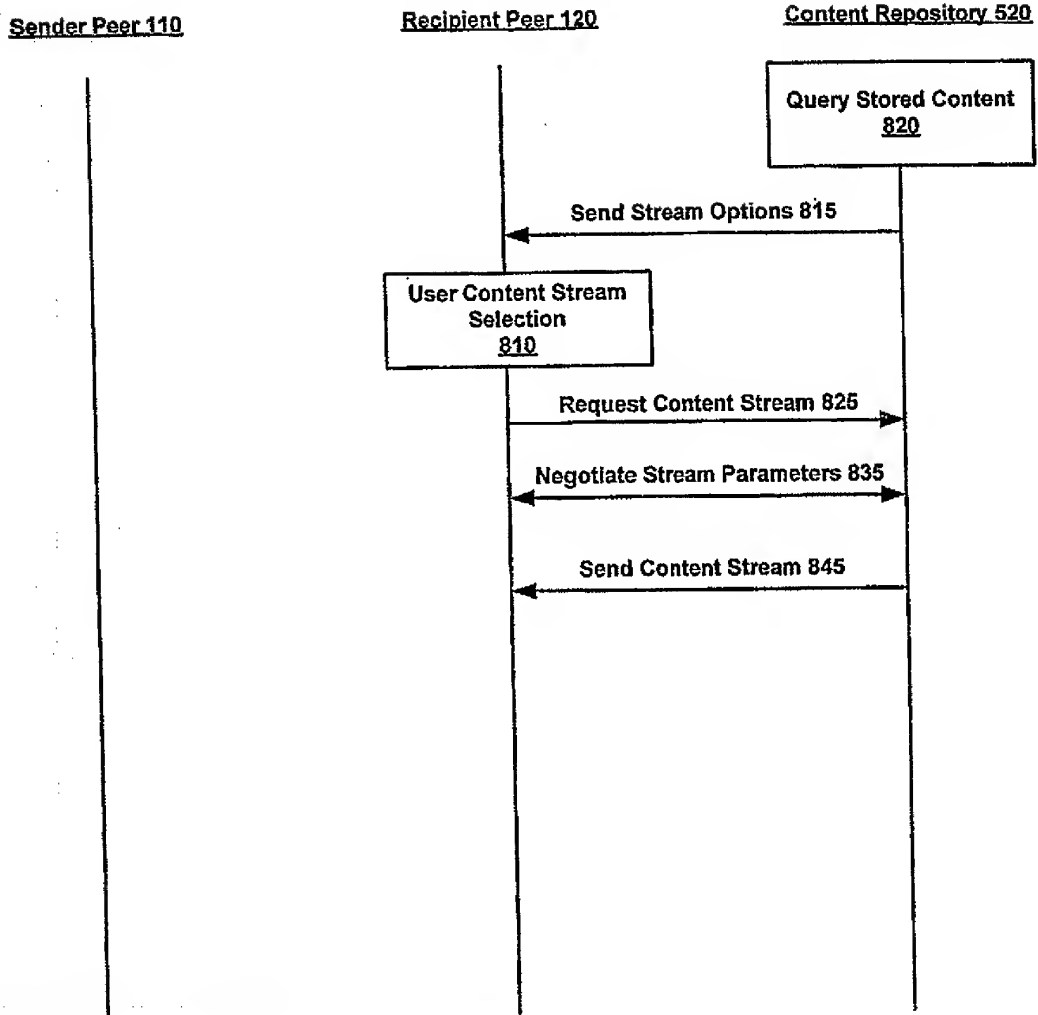 Sender Peer 110
Recipient Peer 120
Content Repository 520
Query Stored Content
820
Send Stream Options 815
User Content Stream
Selection
810
Request Content Stream 825
Negotiate Stream Parameters 835
Send Content Stream 845